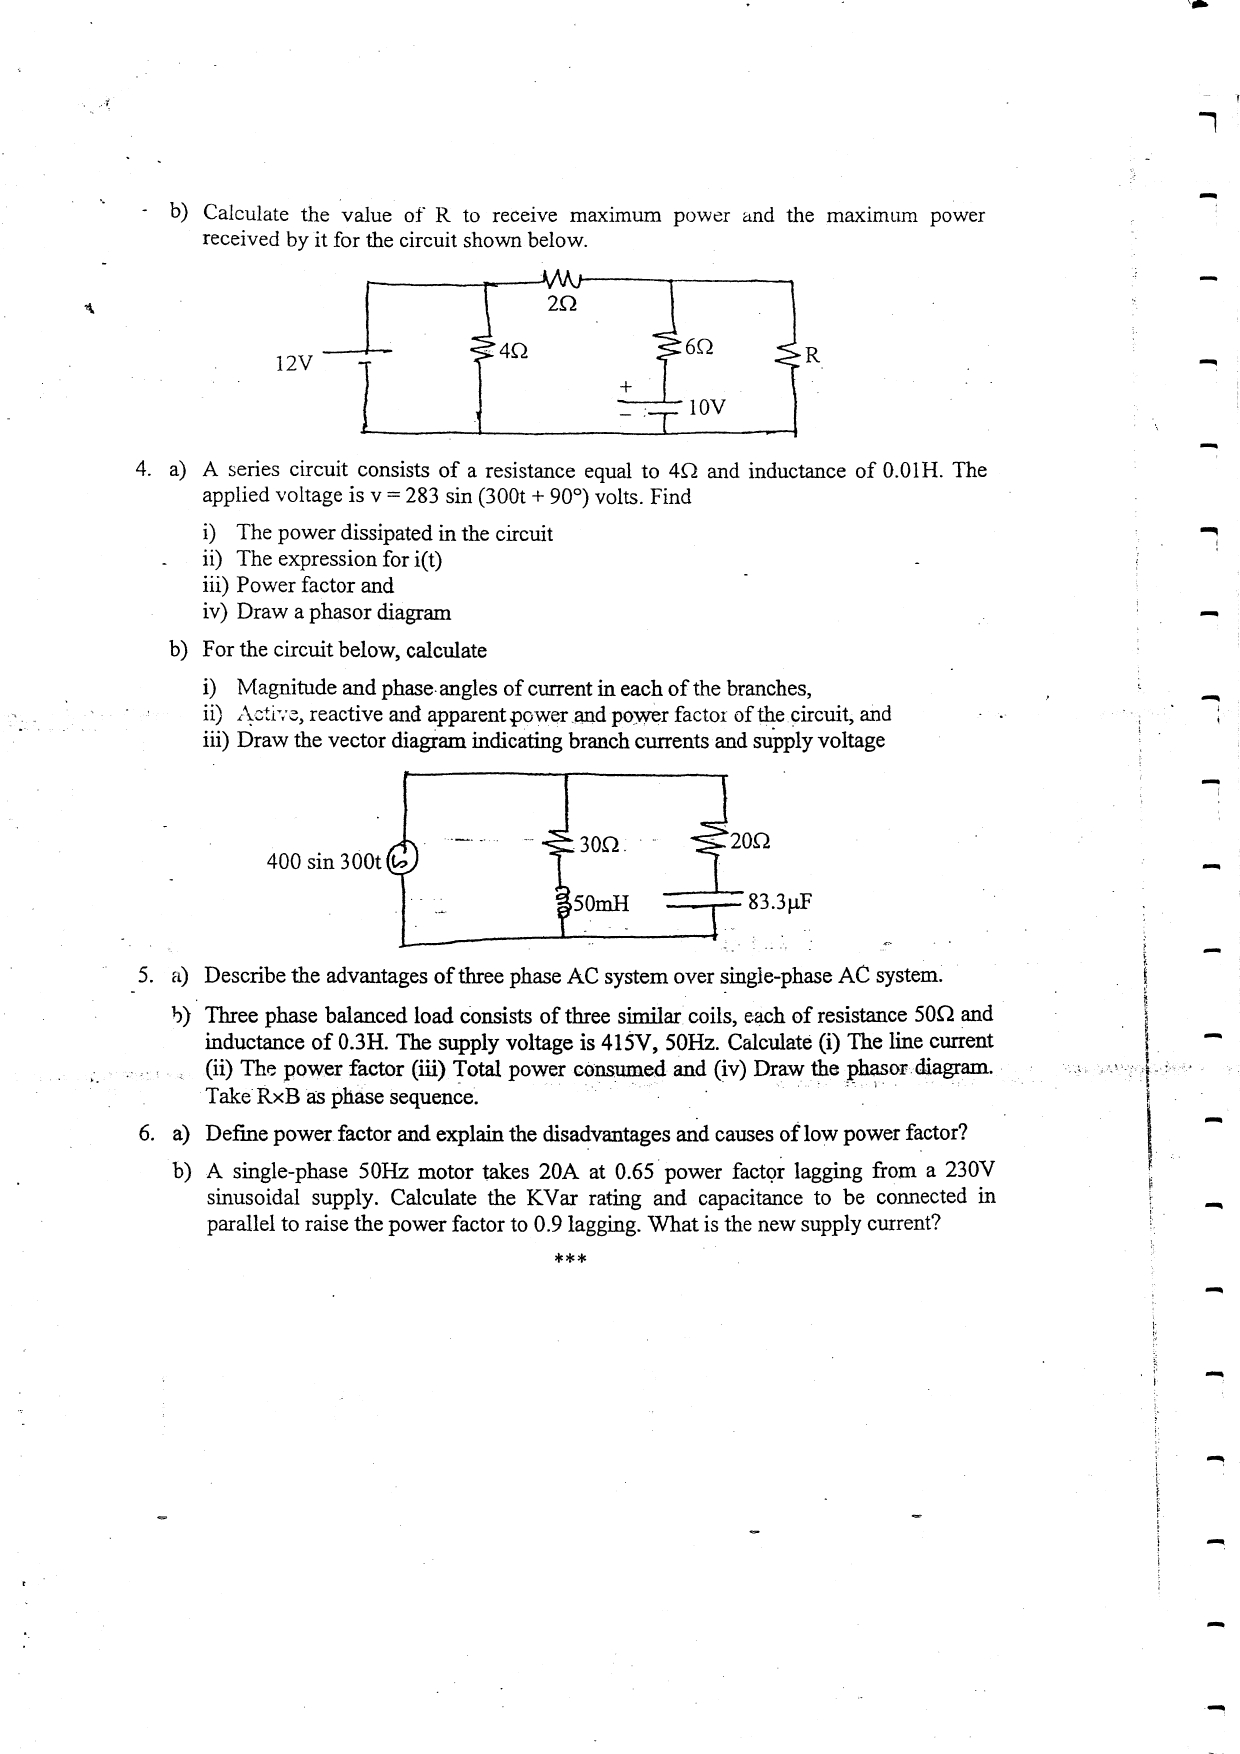 b) Calculate the value of R to receive maximum power and the maximum power
received by it for the circuit shown below.
2Ω
4Ω
6Ω
R
12V
+
–
10V
4. a) A series circuit consists of a resistance equal to 4Ω and inductance of 0.01H. The
applied voltage is v = 283 sin (300t + 90°) volts. Find
i) The power dissipated in the circuit
ii) The expression for i(t)
iii) Power factor and
iv) Draw a phasor diagram
b) For the circuit below, calculate
i) Magnitude and phase angles of current in each of the branches,
ii) Active, reactive and apparent power and power factor of the circuit, and
iii) Draw the vector diagram indicating branch currents and supply voltage
30Ω
20Ω
400 sin 300t
50mH
83.3μF
5. a) Describe the advantages of three phase AC system over single-phase AC system.
b) Three phase balanced load consists of three similar coils, each of resistance 50Ω and
inductance of 0.3H. The supply voltage is 415V, 50Hz. Calculate (i) The line current
(ii) The power factor (iii) Total power consumed and (iv) Draw the phasor diagram.
Take R×B as phase sequence.
6. a) Define power factor and explain the disadvantages and causes of low power factor?
b) A single-phase 50Hz motor takes 20A at 0.65 power factor lagging from a 230V
sinusoidal supply. Calculate the KVar rating and capacitance to be connected in
parallel to raise the power factor to 0.9 lagging. What is the new supply current?
***